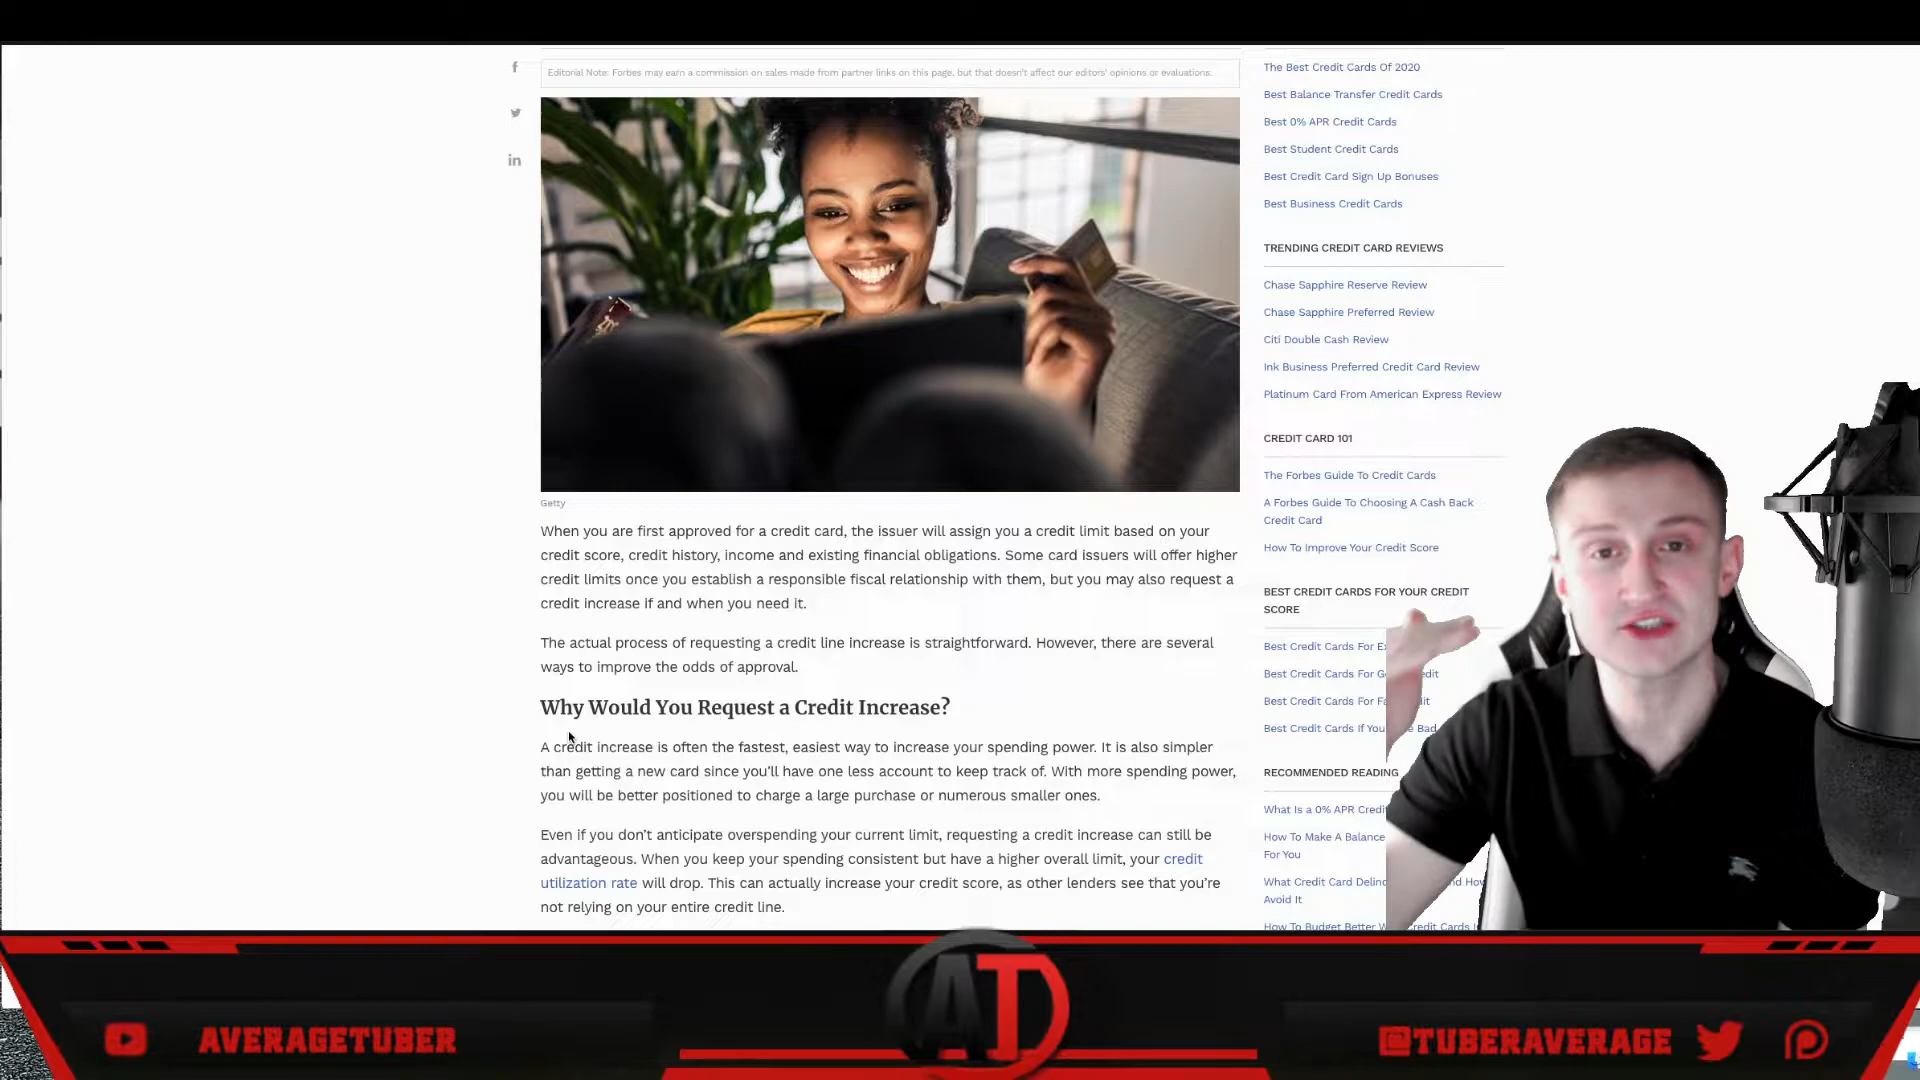 Editorial Note: Forbes may earn a commission on sales made from partner links on this page, but that doesn't affect our editors' opinions or evaluations.
Getty
When you are first approved for a credit card, the issuer will assign you a credit limit based on your
credit score, credit history, income and existing financial obligations. Some card issuers will offer higher
credit limits once you establish a responsible fiscal relationship with them, but you may also request a
credit increase if and when you need it.
The actual process of requesting a credit line increase is straightforward. However, there are several
ways to improve the odds of approval.
Why Would You Request a Credit Increase?
A credit increase is often the fastest, easiest way to increase your spending power. It is also simpler
than getting a new card since you'll have one less account to keep track of. With more spending power,
you will be better positioned to charge a large purchase or numerous smaller ones.
Even if you don't anticipate overspending your current limit, requesting a credit increase can still be
advantageous. When you keep your spending consistent but have a higher overall limit, your credit
utilization rate will drop. This can actually increase your credit score, as other lenders see that you're
not relying on your entire credit line.
The Best Credit Cards Of 2020
Best Balance Transfer Credit Cards
Best 0% APR Credit Cards
Best Student Credit Cards
Best Credit Card Sign Up Bonuses
Best Business Credit Cards
TRENDING CREDIT CARD REVIEWS
Chase Sapphire Reserve Review
Chase Sapphire Preferred Review
Citi Double Cash Review
Ink Business Preferred Credit Card Review
Platinum Card From American Express Review
CREDIT CARD 101
The Forbes Guide To Credit Cards
A Forbes Guide To Choosing A Cash Back
Credit Card
How To Improve Your Credit Score
BEST CREDIT CARDS FOR YOUR CREDIT
SCORE
Best Credit Cards For
Best Credit Cards For
Best Credit Cards For
Best Credit Cards If You Bad
RECOMMENDED READING
What Is a 0% APR
How To Make A Balance
For You
What Credit Card And How
Avoid It
How To Budget Better Credit Cards
AVERAGETUBER
AT
@TUBERAVERAGE